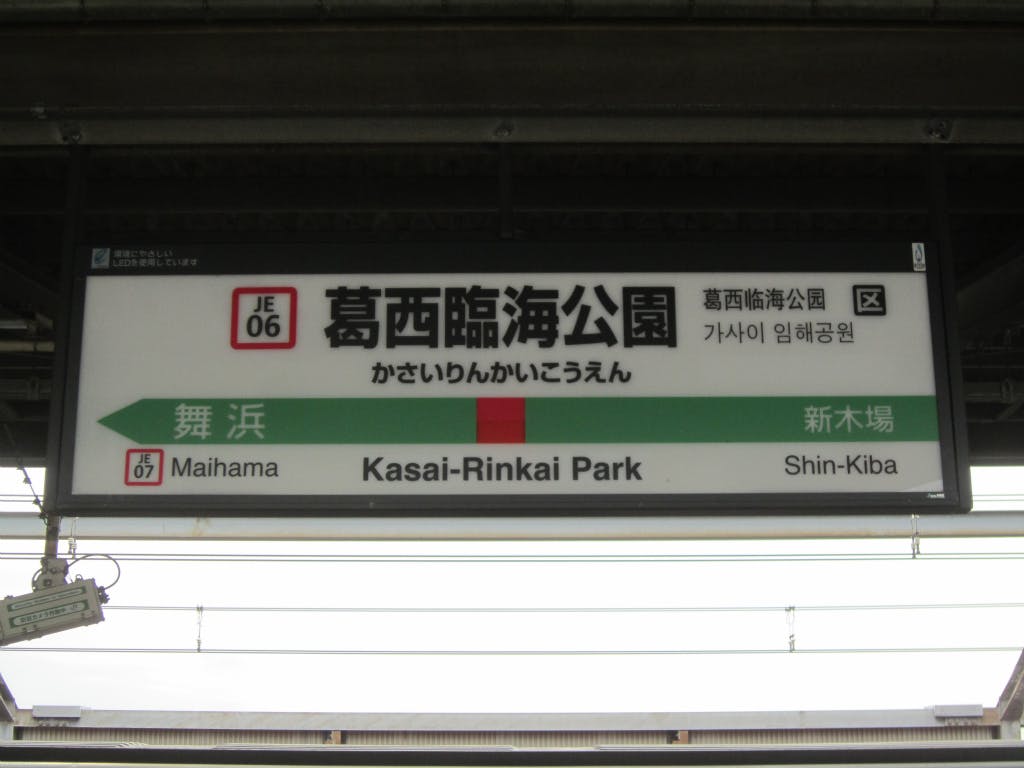 環境にやさしい
LEDを使用しています
JE
06
葛西臨海公園
葛西临海公园
区
가사이 임해공원
かさいりんかいこうえん
舞浜
新木場
JE
07
Maihama
Kasai-Rinkai Park
Shin-Kiba